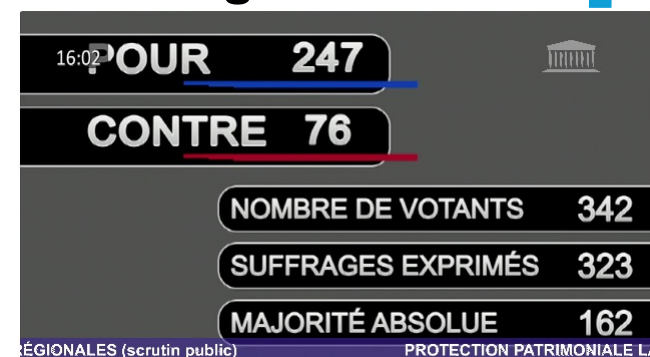 16:02 POUR 247
CONTRE 76
NOMBRE DE VOTANTS 342
SUFFRAGES EXPRIMÉS 323
MAJORITÉ ABSOLUE 162
RÉGIONALES (scrutin public) PROTECTION PATRIMONIALE